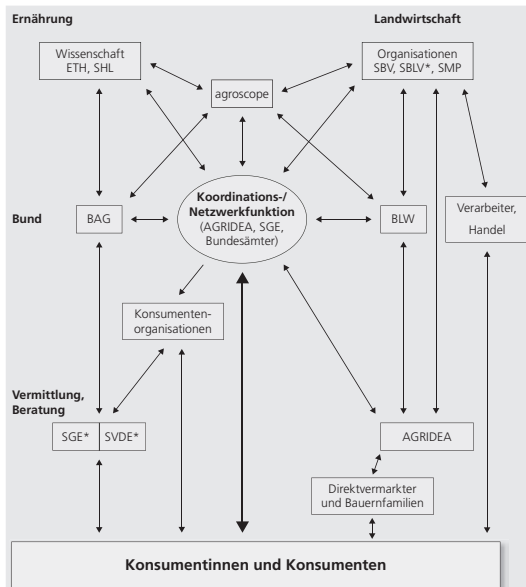 Ernährung
Landwirtschaft
Wissenschaft
ETH, SHL
Organisationen
SBV, SBLV*, SMP
agroscope
Koordinations-/
Netzwerkfunktion
(AGRIDEA, SGE,
Bundesämter)
Bund
BAG
BLW
Verarbeiter,
Handel
Konsumenten-
organisationen
Vermittlung,
Beratung
SGE*
SVDE*
AGRIDEA
Direktvermarkter
und Bauernfamilien
Konsumentinnen und Konsumenten